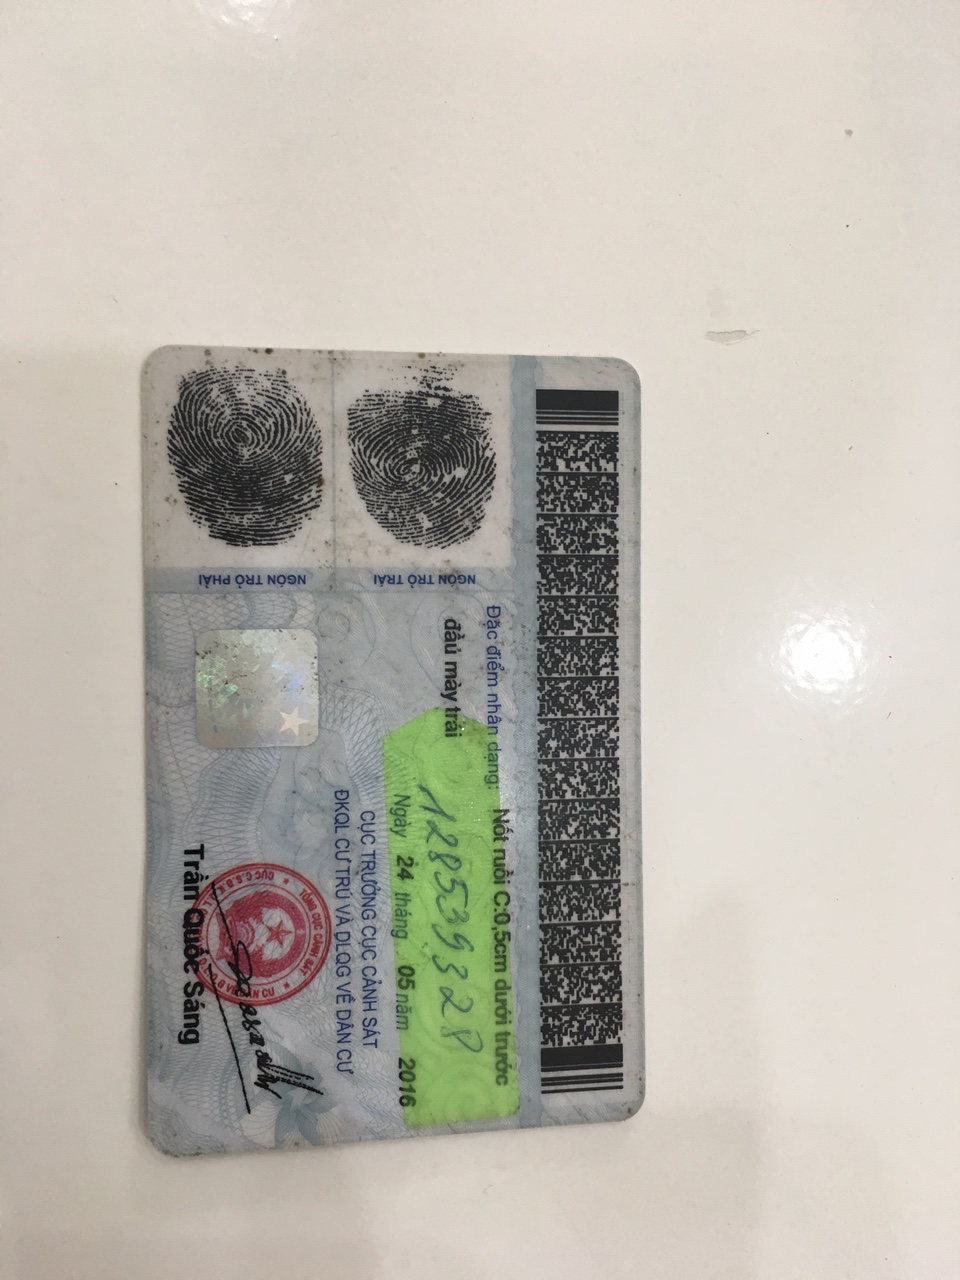 Đặc điểm nhân dạng: Nốt ruồi C:0,5cm dưới trước
đầu mày trái
128539328
Ngày 24 tháng 05 năm 2016
CỤC TRƯỞNG CỤC CẢNH SÁT
ĐKQL CƯ TRÚ VÀ DLQG VỀ DÂN CƯ
TỔNG CỤC CẢNH SÁT
Trần Quốc Sáng
NGÓN TRỎ TRÁI
NGÓN TRỎ PHẢI